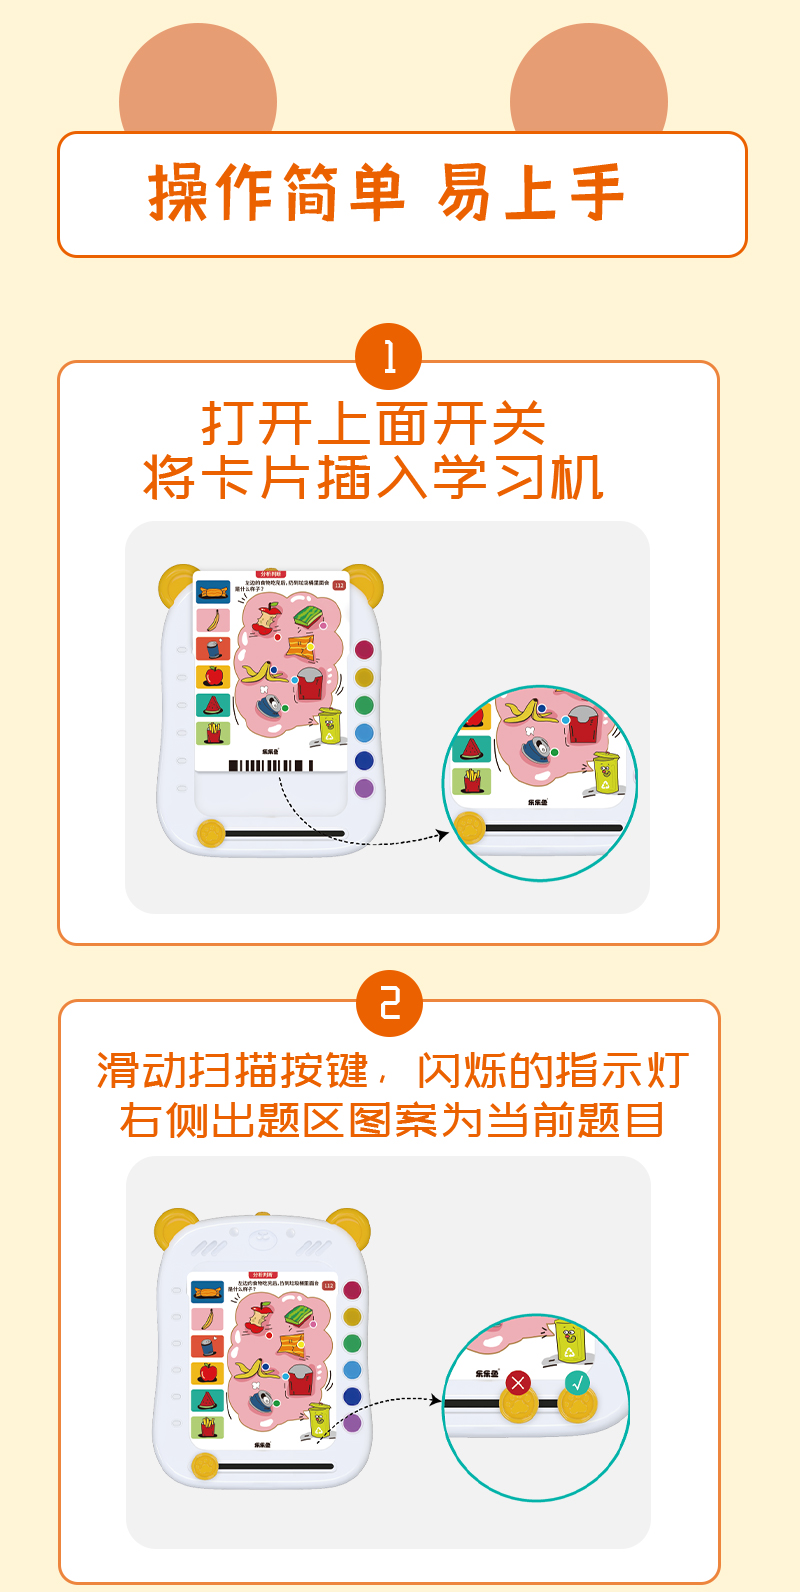 操作简单 易上手
1
打开上面开关
将卡片插入学习机
分析判断
左边的食物吃完后，扔到垃圾桶里面会
是什么样子？
112
乐乐鱼
乐乐鱼
2
滑动扫描按键，闪烁的指示灯
右侧出题区图案为当前题目
分析判断
左边的食物吃完后，扔到垃圾桶里面会
是什么样子？
112
乐乐鱼
乐乐鱼